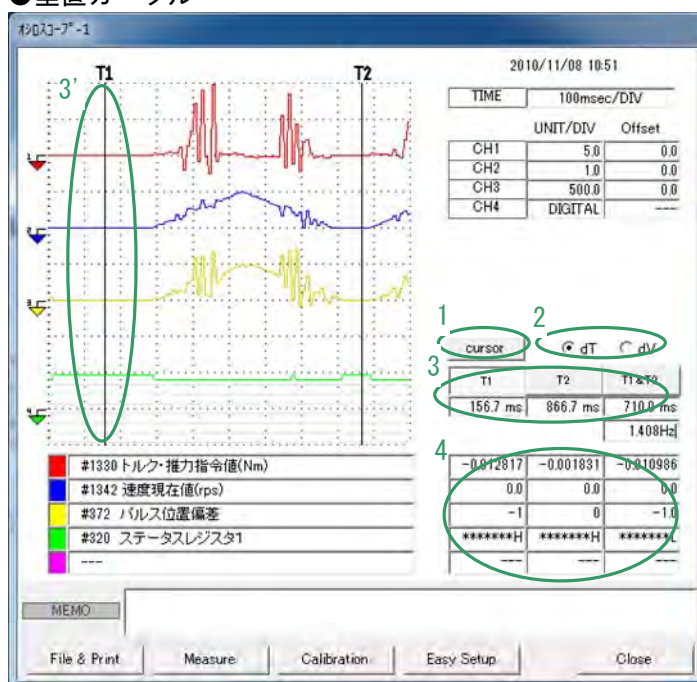 ●垂直カーソル
ｵｼﾛｽｺｰﾌﾟ-1
2010/11/08 10:51
T1
T2
3'
TIME 100msec/DIV
UNIT/DIV Offset
CH1 5.0 0.0
CH2 1.0 0.0
CH3 500.0 0.0
CH4 DIGITAL ---
1
2
cursor dT dV
3
T1 T2 T1&T2
156.7 ms 866.7 ms 710.0 ms
1.408Hz
4
#1330 トルク・推力指令値(Nm) -0.012817 -0.001831 -0.010986
#1342 速度現在値(rps) 0.0 0.0 0.0
#372 パルス位置偏差 -1 0 -1.0
#320 ステータスレジスタ1 *******H *******H *******L
--- --- --- ---
MEMO
File & Print Measure Calibration Easy Setup Close